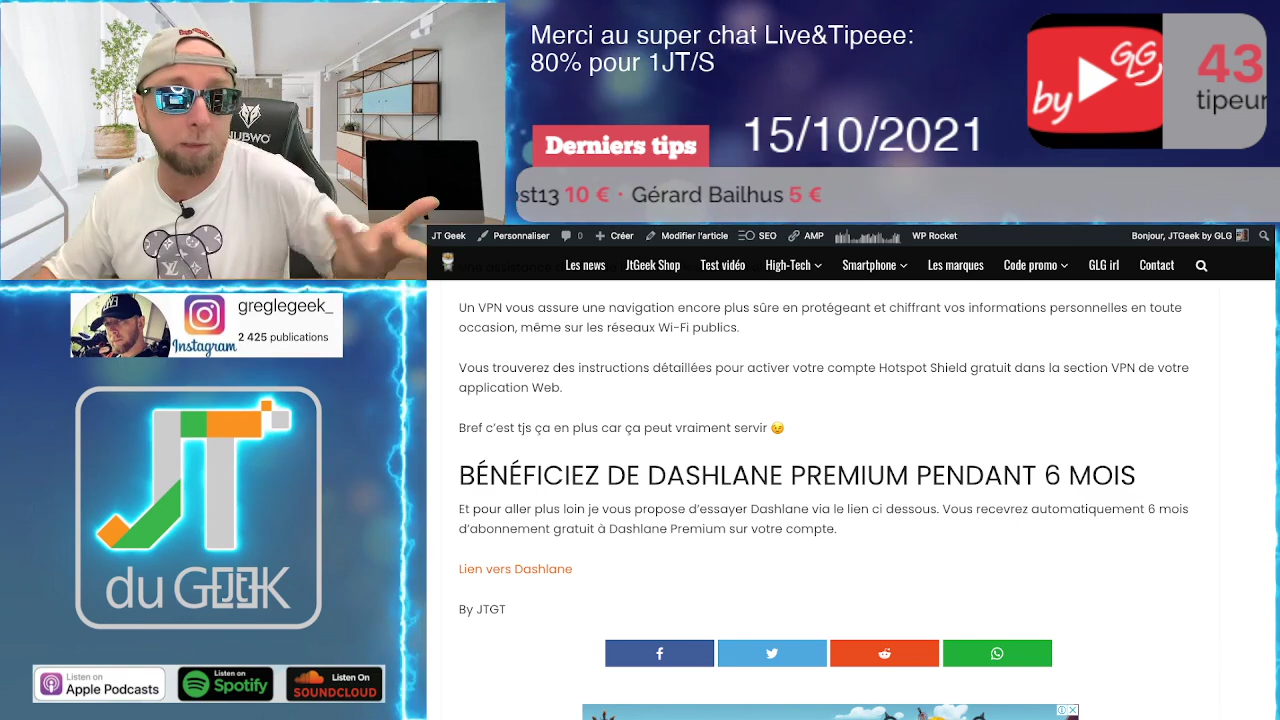 Merci au super chat Live&Tipeee:
80% pour 1JT/S
by GLG
43
Derniers tips
15/10/2021
10 € · Gérard Bailhus 5 €
JT Geek Personnaliser 0 Créer Modifier l'article SEO AMP WP Rocket Bonjour, JTGeek by GLG
Les news JtGeek Shop Test vidéo High-Tech Smartphone Les marques Code promo GLG irl Contact
Un VPN vous assure une navigation encore plus sûre en protégeant et chiffrant vos informations personnelles en toute
occasion, même sur les réseaux Wi-Fi publics.
Vous trouverez des instructions détaillées pour activer votre compte Hotspot Shield gratuit dans la section VPN de votre
application Web.
Bref c'est tjs ça en plus car ça peut vraiment servir 😉
BÉNÉFICIEZ DE DASHLANE PREMIUM PENDANT 6 MOIS
Et pour aller plus loin je vous propose d'essayer Dashlane via le lien ci dessous. Vous recevrez automatiquement 6 mois
d'abonnement gratuit à Dashlane Premium sur votre compte.
Lien vers Dashlane
By JTGT
greglegeek_
Instagram 2 425 publications
JT
du GEEK
Listen on
Apple Podcasts
Listen on
Spotify
Listen On
SOUNDCLOUD